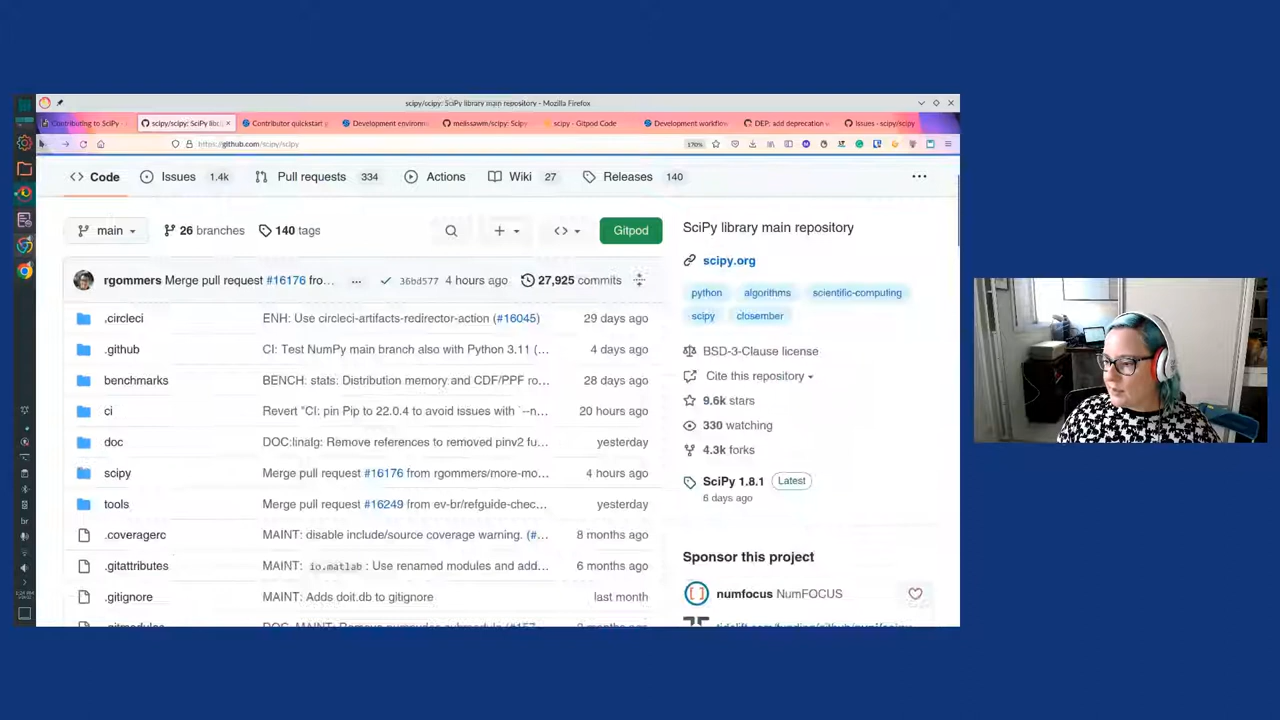 scipy/scipy: SciPy library main repository - Mozilla Firefox
Contributing to SciPy
scipy/scipy: SciPy libr
Contributor quickstart g
Development environm
melissawm/scipy: Scipy
scipy - Gitpod Code
Development workflow
DEP: add deprecation w
Issues · scipy/scipy
https://github.com/scipy/scipy
170%
Code
Issues 1.4k
Pull requests 334
Actions
Wiki 27
Releases 140
main
26 branches
140 tags
Gitpod
rgommers Merge pull request #16176 fro… ... 36bd577 4 hours ago 27,925 commits
.circleci ENH: Use circleci-artifacts-redirector-action (#16045) 29 days ago
.github CI: Test NumPy main branch also with Python 3.11 (… 4 days ago
benchmarks BENCH: stats: Distribution memory and CDF/PPF ro… 28 days ago
ci Revert "CI: pin Pip to 22.0.4 to avoid issues with `--n… 20 hours ago
doc DOC:linalg: Remove references to removed pinv2 fu… yesterday
scipy Merge pull request #16176 from rgommers/more-mo… 4 hours ago
tools Merge pull request #16249 from ev-br/refguide-chec… yesterday
.coveragerc MAINT: disable include/source coverage warning. (#… 8 months ago
.gitattributes MAINT: io.matlab : Use renamed modules and add… 6 months ago
.gitignore MAINT: Adds doit.db to gitignore last month
SciPy library main repository
scipy.org
python algorithms scientific-computing
scipy closember
BSD-3-Clause license
Cite this repository
9.6k stars
330 watching
4.3k forks
SciPy 1.8.1 Latest
6 days ago
Sponsor this project
numfocus NumFOCUS
br